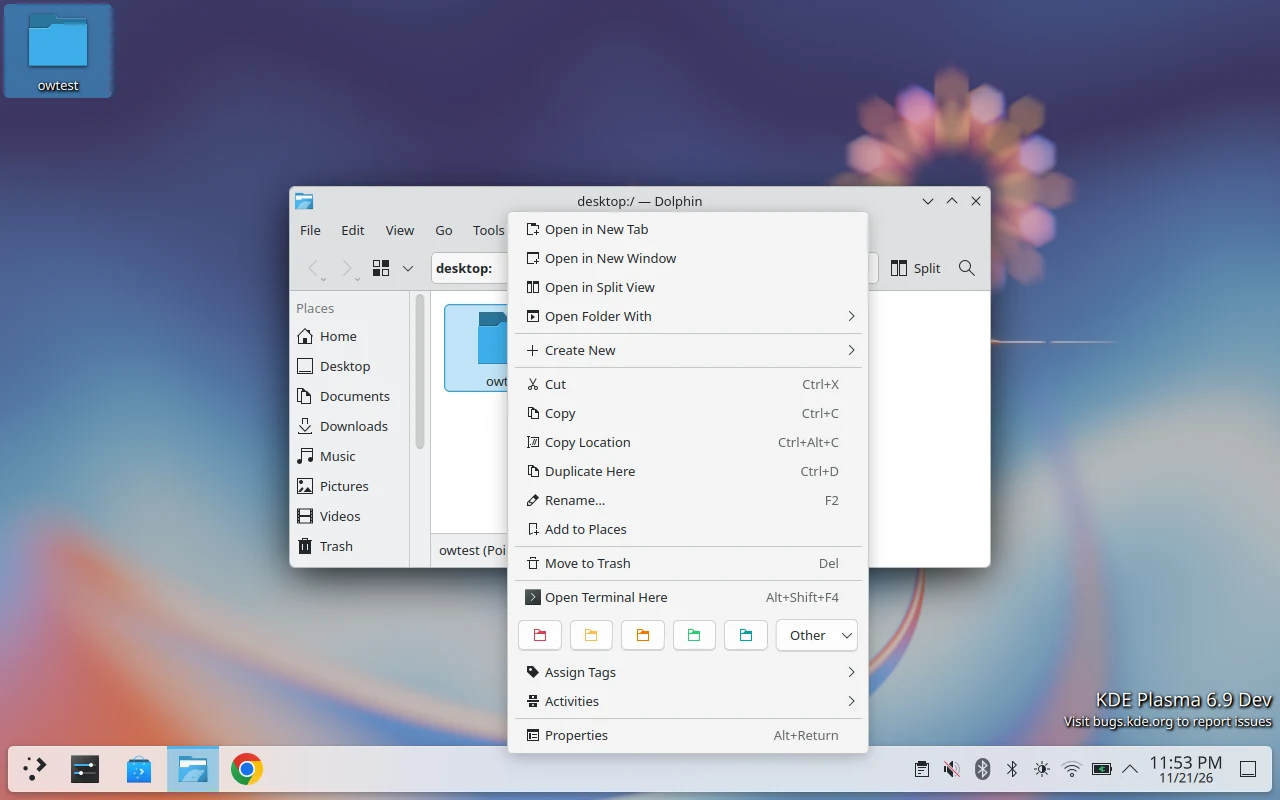 owtest
desktop:/ — Dolphin
File Edit View Go Tools
desktop: Split
Places
Home
Desktop
Documents
Downloads
Music
Pictures
Videos
Trash
owtest (Poi
Open in New Tab
Open in New Window
Open in Split View
Open Folder With
Create New
Cut Ctrl+X
Copy Ctrl+C
Copy Location Ctrl+Alt+C
Duplicate Here Ctrl+D
Rename... F2
Add to Places
Move to Trash Del
Open Terminal Here Alt+Shift+F4
Other
Assign Tags
Activities
Properties Alt+Return
KDE Plasma 6.9 Dev
Visit bugs.kde.org to report issues
11:53 PM
11/21/26